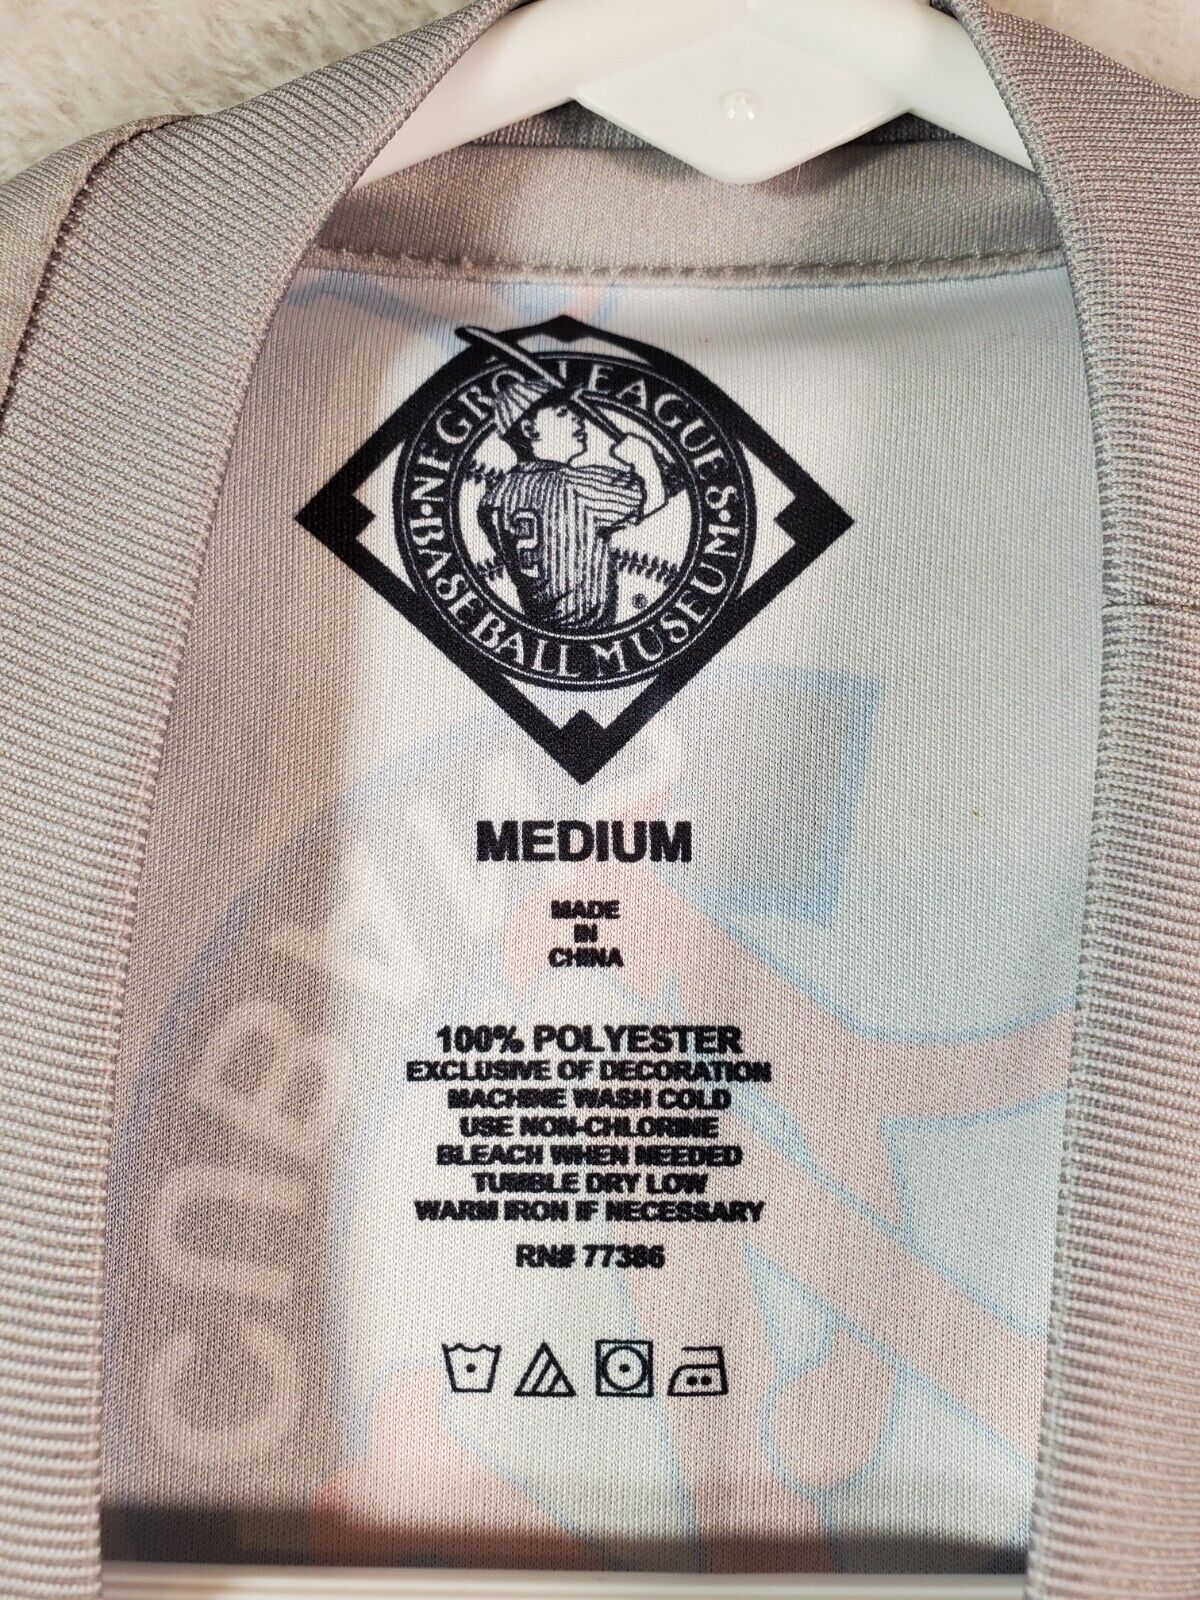 NEGRO LEAGUES
BASEBALL MUSEUM
2
®
MEDIUM
MADE
IN
CHINA
100% POLYESTER
EXCLUSIVE OF DECORATION
MACHINE WASH COLD
USE NON-CHLORINE
BLEACH WHEN NEEDED
TUMBLE DRY LOW
WARM IRON IF NECESSARY
RN# 77386